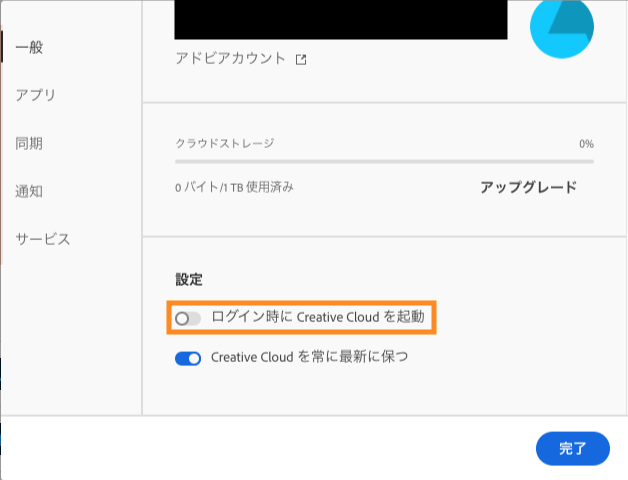 一般
アプリ
同期
通知
サービス
アドビアカウント
クラウドストレージ 0%
0 バイト/1 TB 使用済み アップグレード
設定
ログイン時に Creative Cloud を起動
Creative Cloud を常に最新に保つ
完了